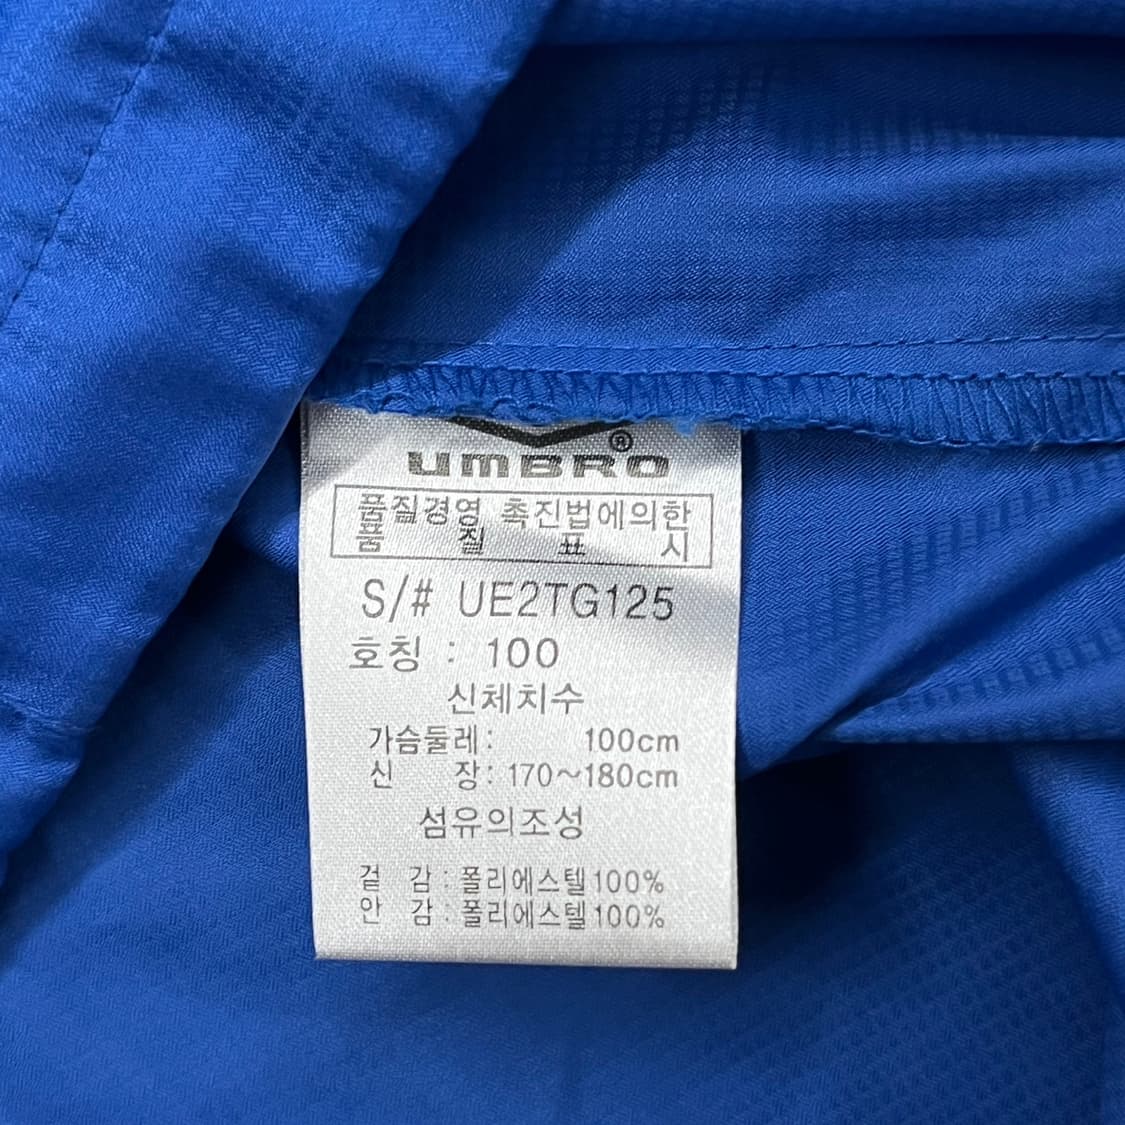 UMBRO ®
품질경영 촉진법에의한
품 질 표 시
S/# UE2TG125
호칭 : 100
신체치수
가슴둘레: 100cm
신 장: 170~180cm
섬유의조성
겉 감 : 폴리에스텔100%
안 감 : 폴리에스텔100%